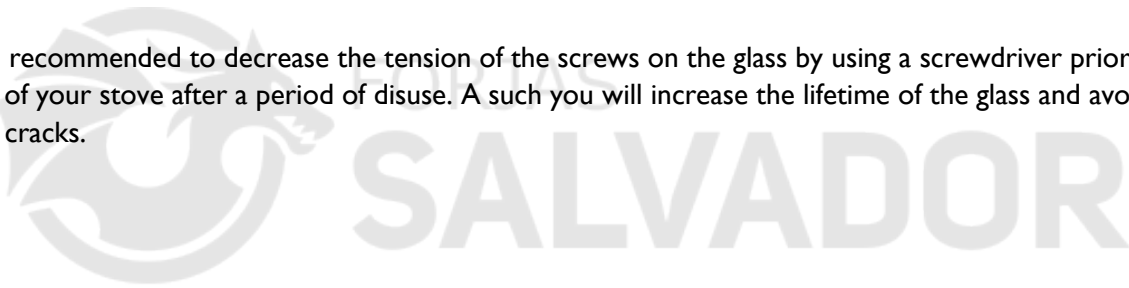 recommended to decrease the tension of the screws on the glass by using a screwdriver prior
FORJAS
of your stove after a period of disuse. A such you will increase the lifetime of the glass and avo
cracks.
SALVADOR